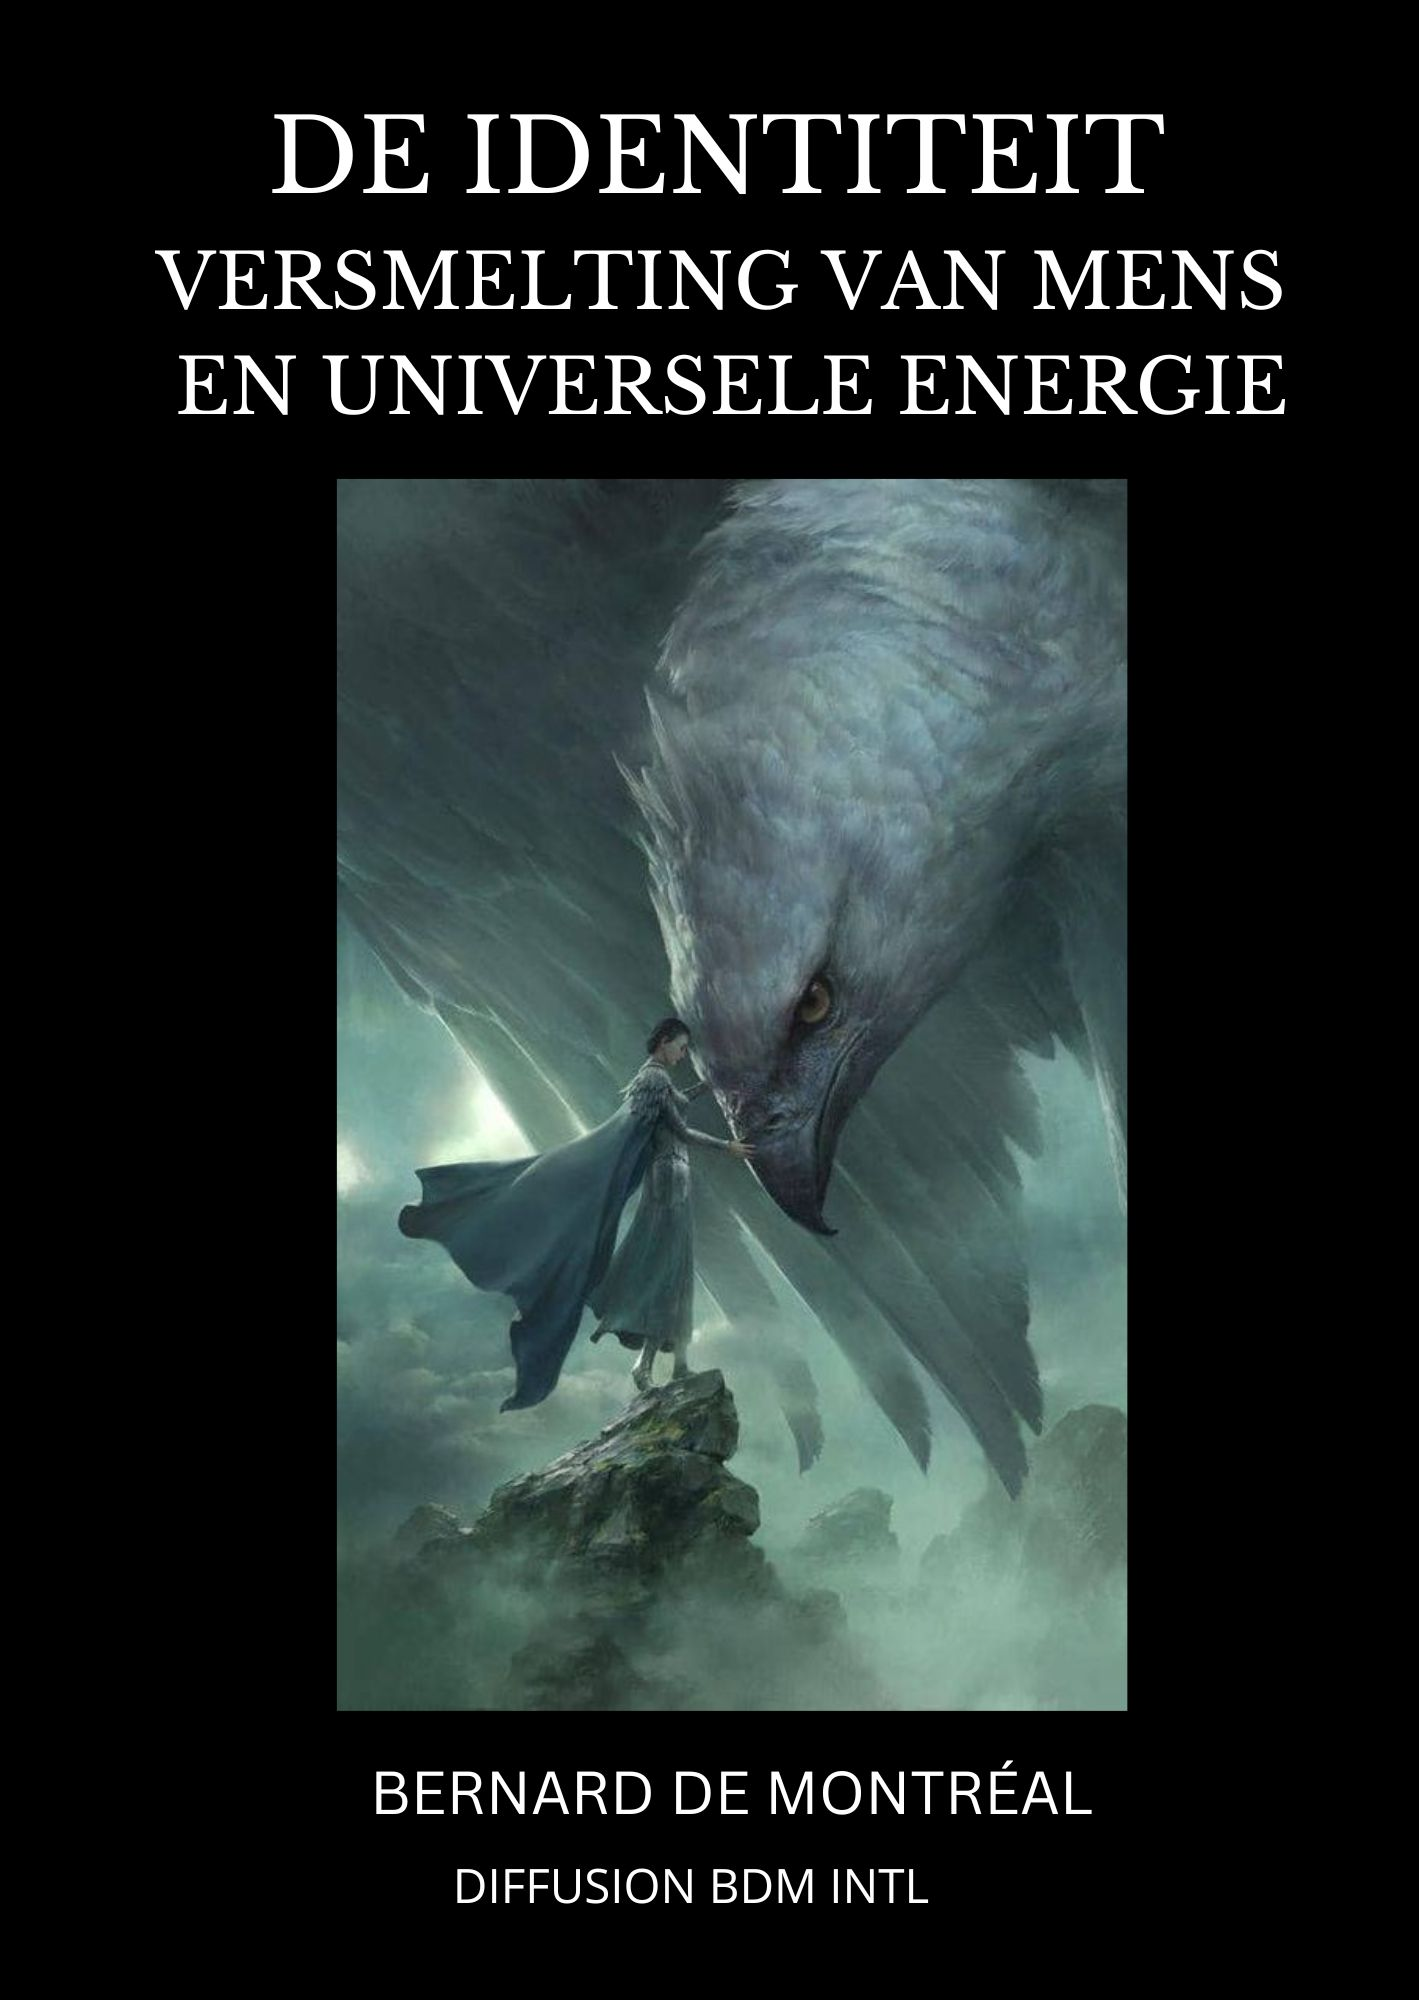 DE IDENTITEIT
VERSMELTING VAN MENS
EN UNIVERSELE ENERGIE
BERNARD DE MONTRÉAL
DIFFUSION BDM INTL